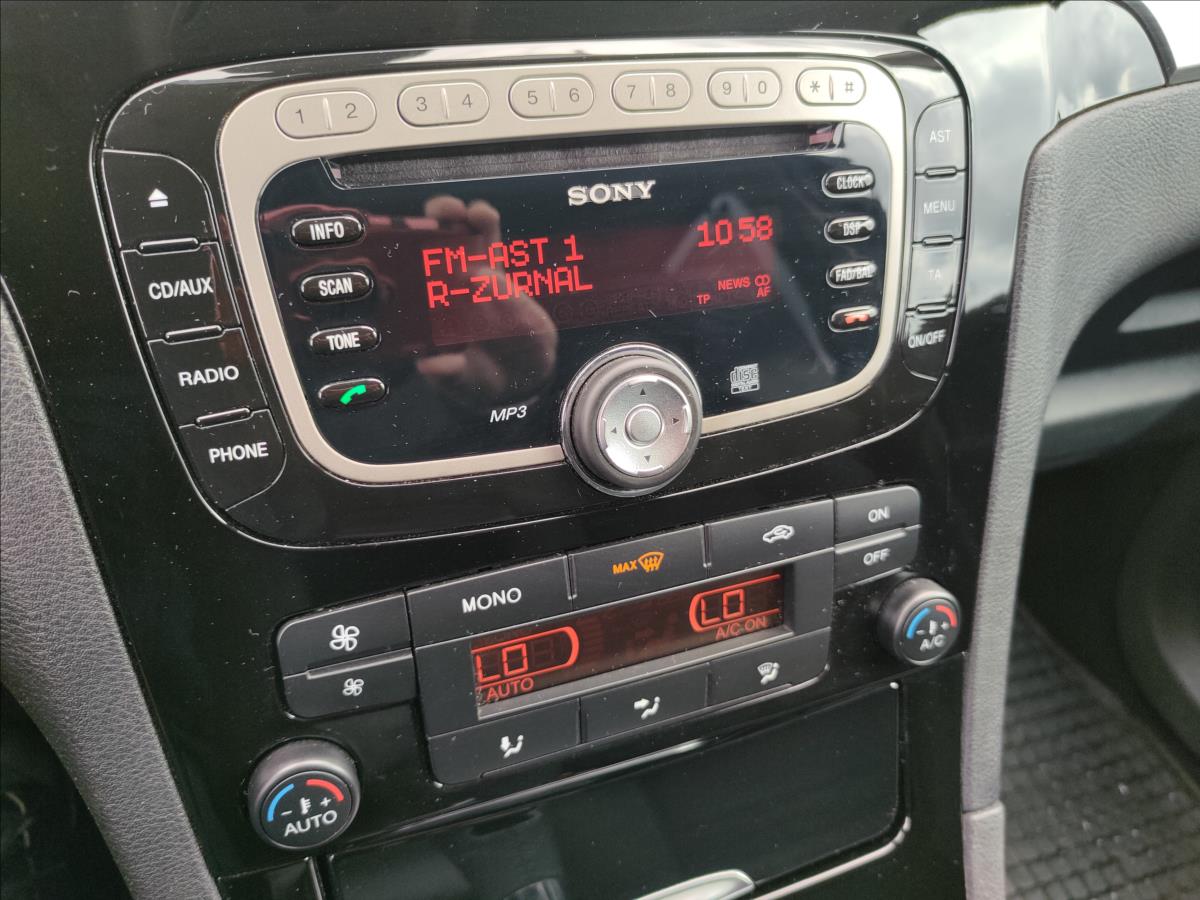 1 2 3 4 5 6 7 8 9 0 * #
AST
SONY
CLOCK
MENU
INFO
FM-AST 1 10 58
DSP
CD/AUX
SCAN
R-ZURNAL
NEWS
TP AF
FAD/BAL
TA
TONE
ON/OFF
RADIO
MP3
disc
TEXT
PHONE
ON
MONO
MAX
OFF
LO
A/C ON
LO
AUTO
- +
A/C
- +
AUTO